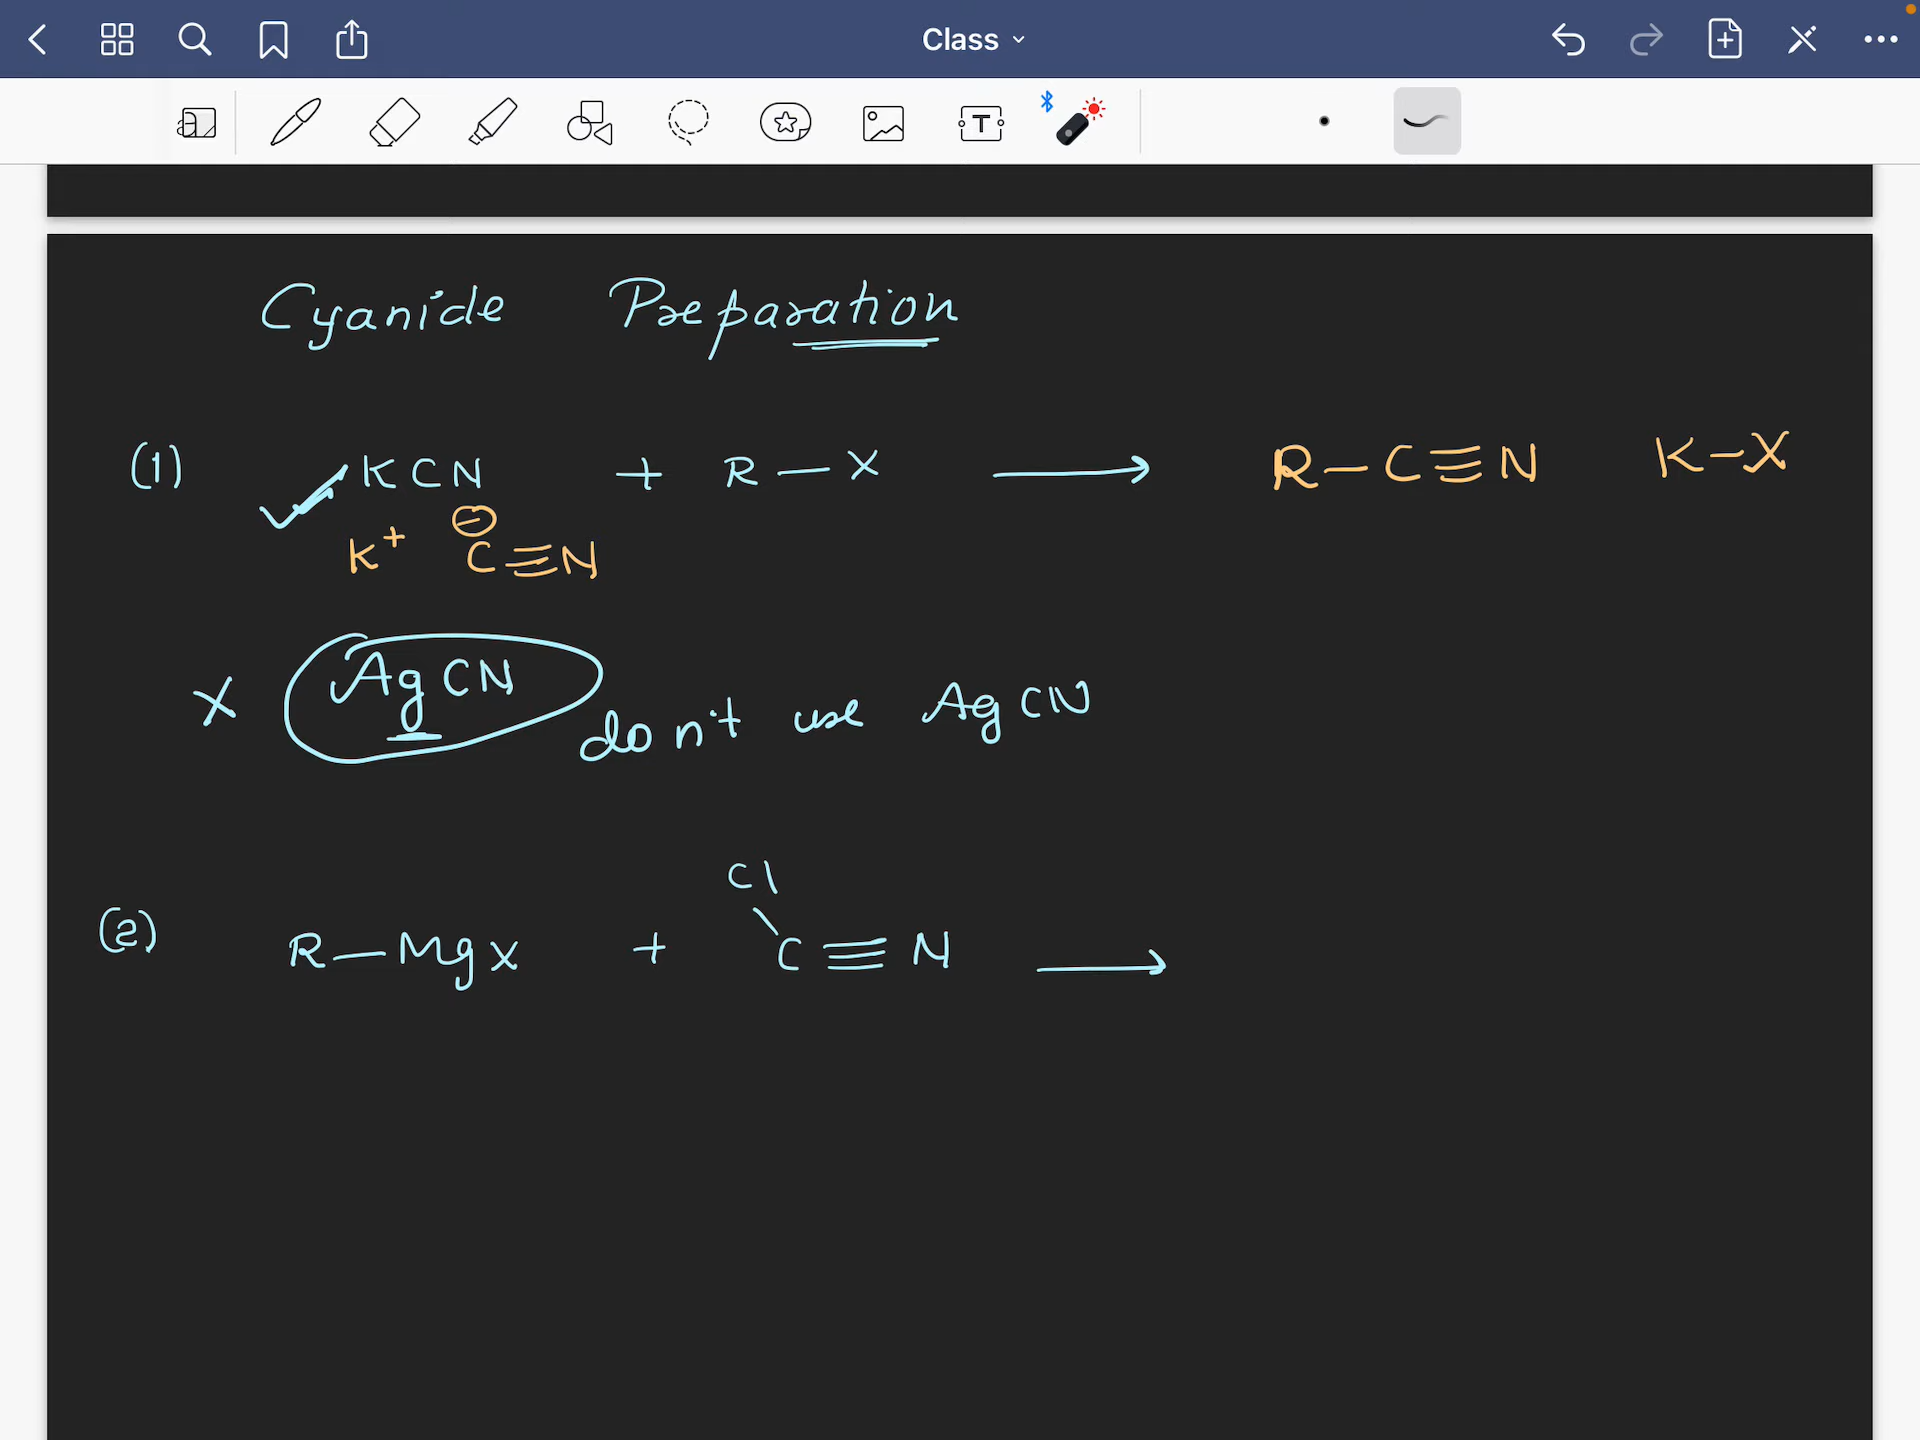 Class
T
Cyanide Preparation
(1) KCN + R — X ⟶ R — C ≡ N K — X
K⁺ ⊖C ≡ N
X AgCN don't use AgCN
Cl
(2) R — Mgx + C ≡ N ⟶